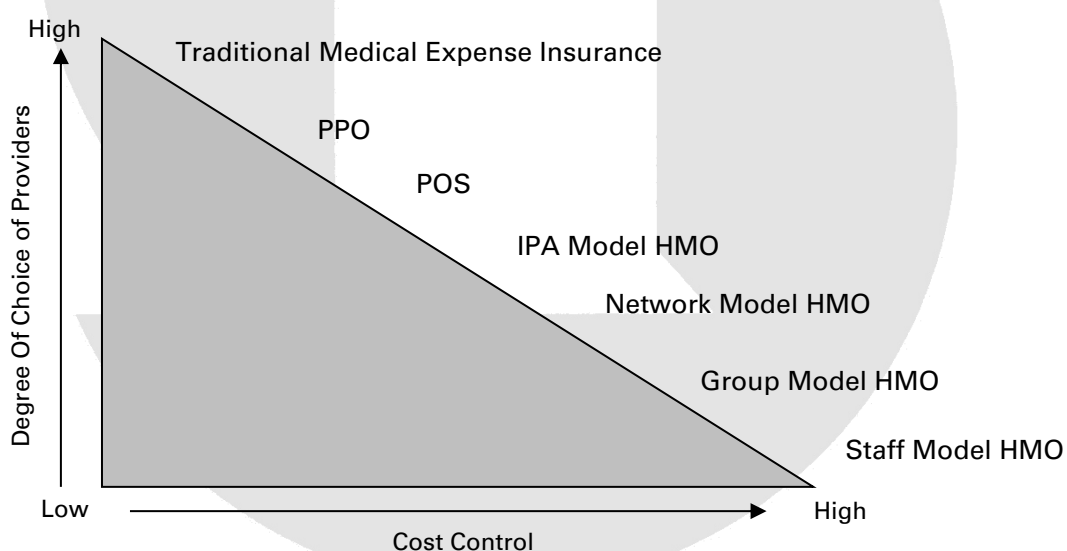 High
Traditional Medical Expense Insurance
PPO
POS
IPA Model HMO
Network Model HMO
Group Model HMO
Staff Model HMO
Degree Of Choice of Providers
Low
High
Cost Control